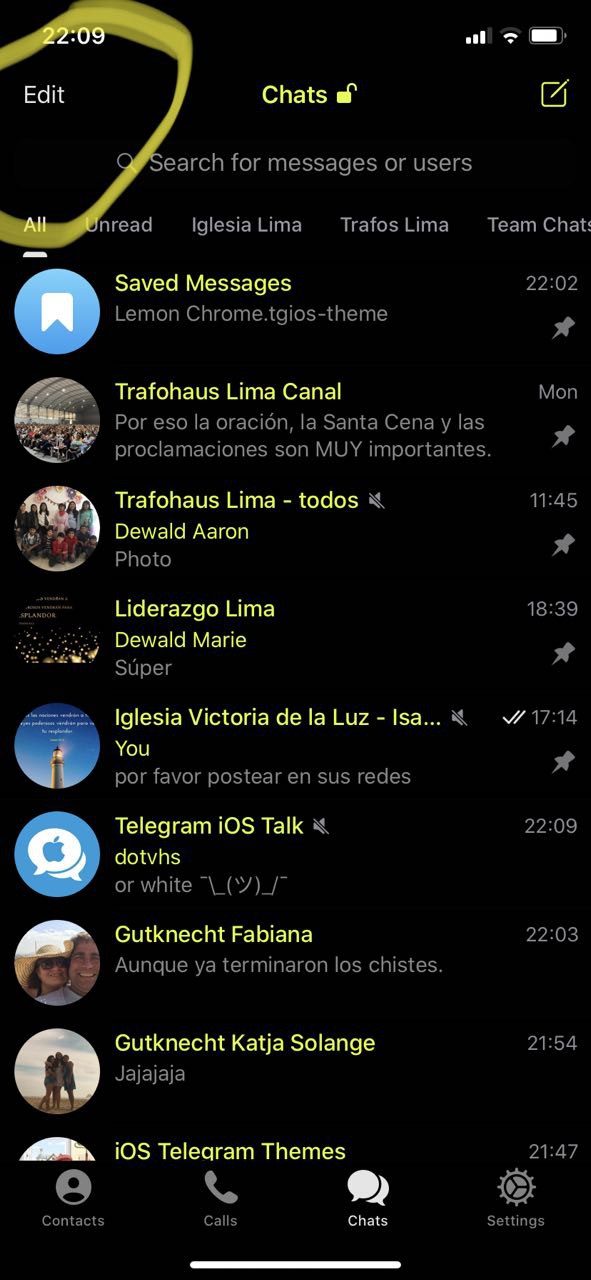 22:09
Edit
Chats
Search for messages or users
All Unread Iglesia Lima Trafos Lima Team Chats
Saved Messages 22:02
Lemon Chrome.tgios-theme
Trafohaus Lima Canal Mon
Por eso la oración, la Santa Cena y las
proclamaciones son MUY importantes.
Trafohaus Lima - todos 11:45
Dewald Aaron
Photo
Liderazgo Lima 18:39
SPLANDOR
Dewald Marie
Súper
Iglesia Victoria de la Luz - Isa... 17:14
You
por favor postear en sus redes
Telegram iOS Talk 22:09
dotvhs
or white ¯\_(ツ)_/¯
Gutknecht Fabiana 22:03
Aunque ya terminaron los chistes.
Gutknecht Katja Solange 21:54
Jajajaja
iOS Telegram Themes 21:47
Contacts Calls Chats Settings